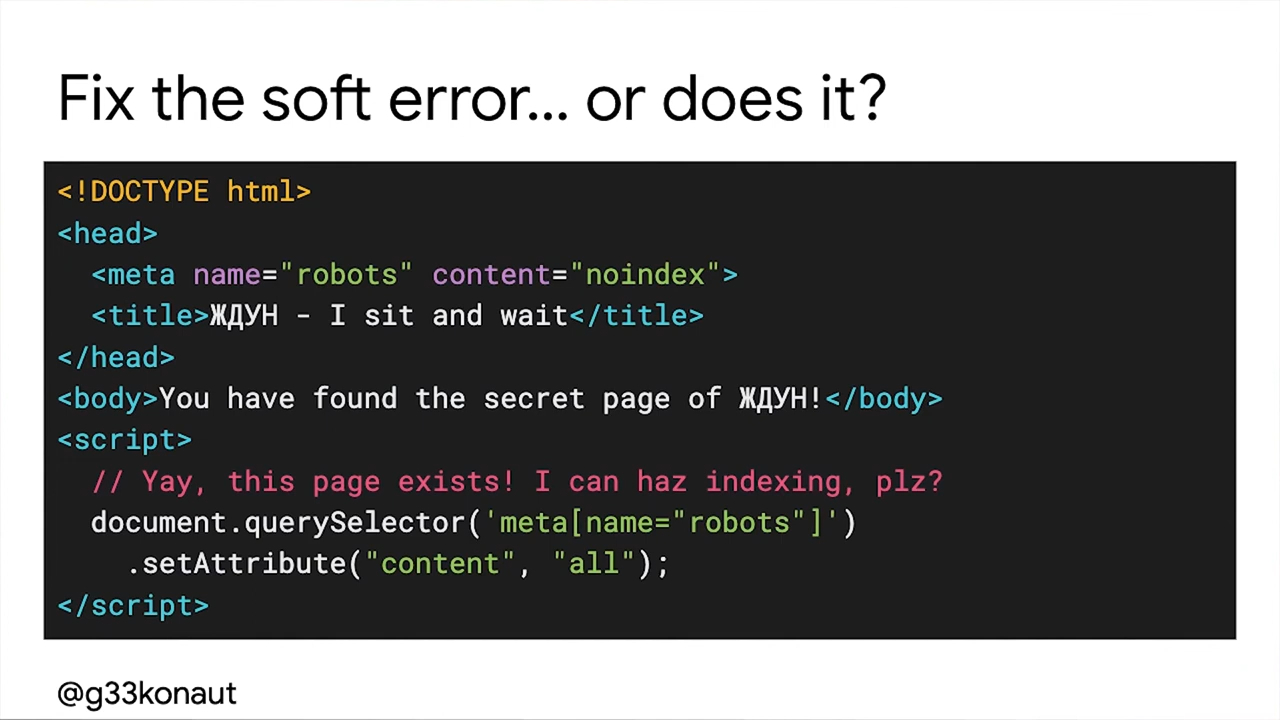 Fix the soft error... or does it?
<!DOCTYPE html>
<head>
  <meta name="robots" content="noindex">
  <title>ЖДУН - I sit and wait</title>
</head>
<body>You have found the secret page of ЖДУН!</body>
<script>
  // Yay, this page exists! I can haz indexing, plz?
  document.querySelector('meta[name="robots"]')
    .setAttribute("content", "all");
</script>
@g33konaut